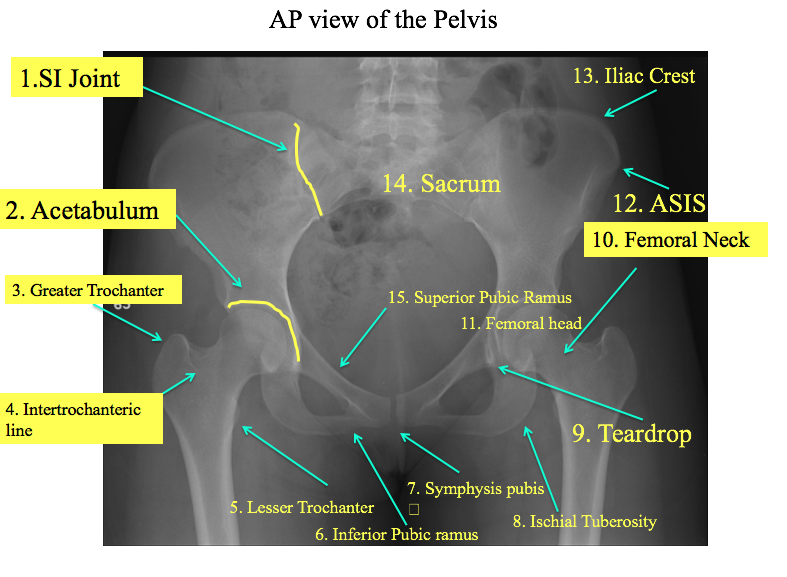 AP view of the Pelvis
1.SI Joint
13. Iliac Crest
14. Sacrum
12. ASIS
2. Acetabulum
10. Femoral Neck
3. Greater Trochanter
15. Superior Pubic Ramus
11. Femoral head
4. Intertrochanteric
line
9. Teardrop
7. Symphysis pubis
5. Lesser Trochanter
8. Ischial Tuberosity
6. Inferior Pubic ramus